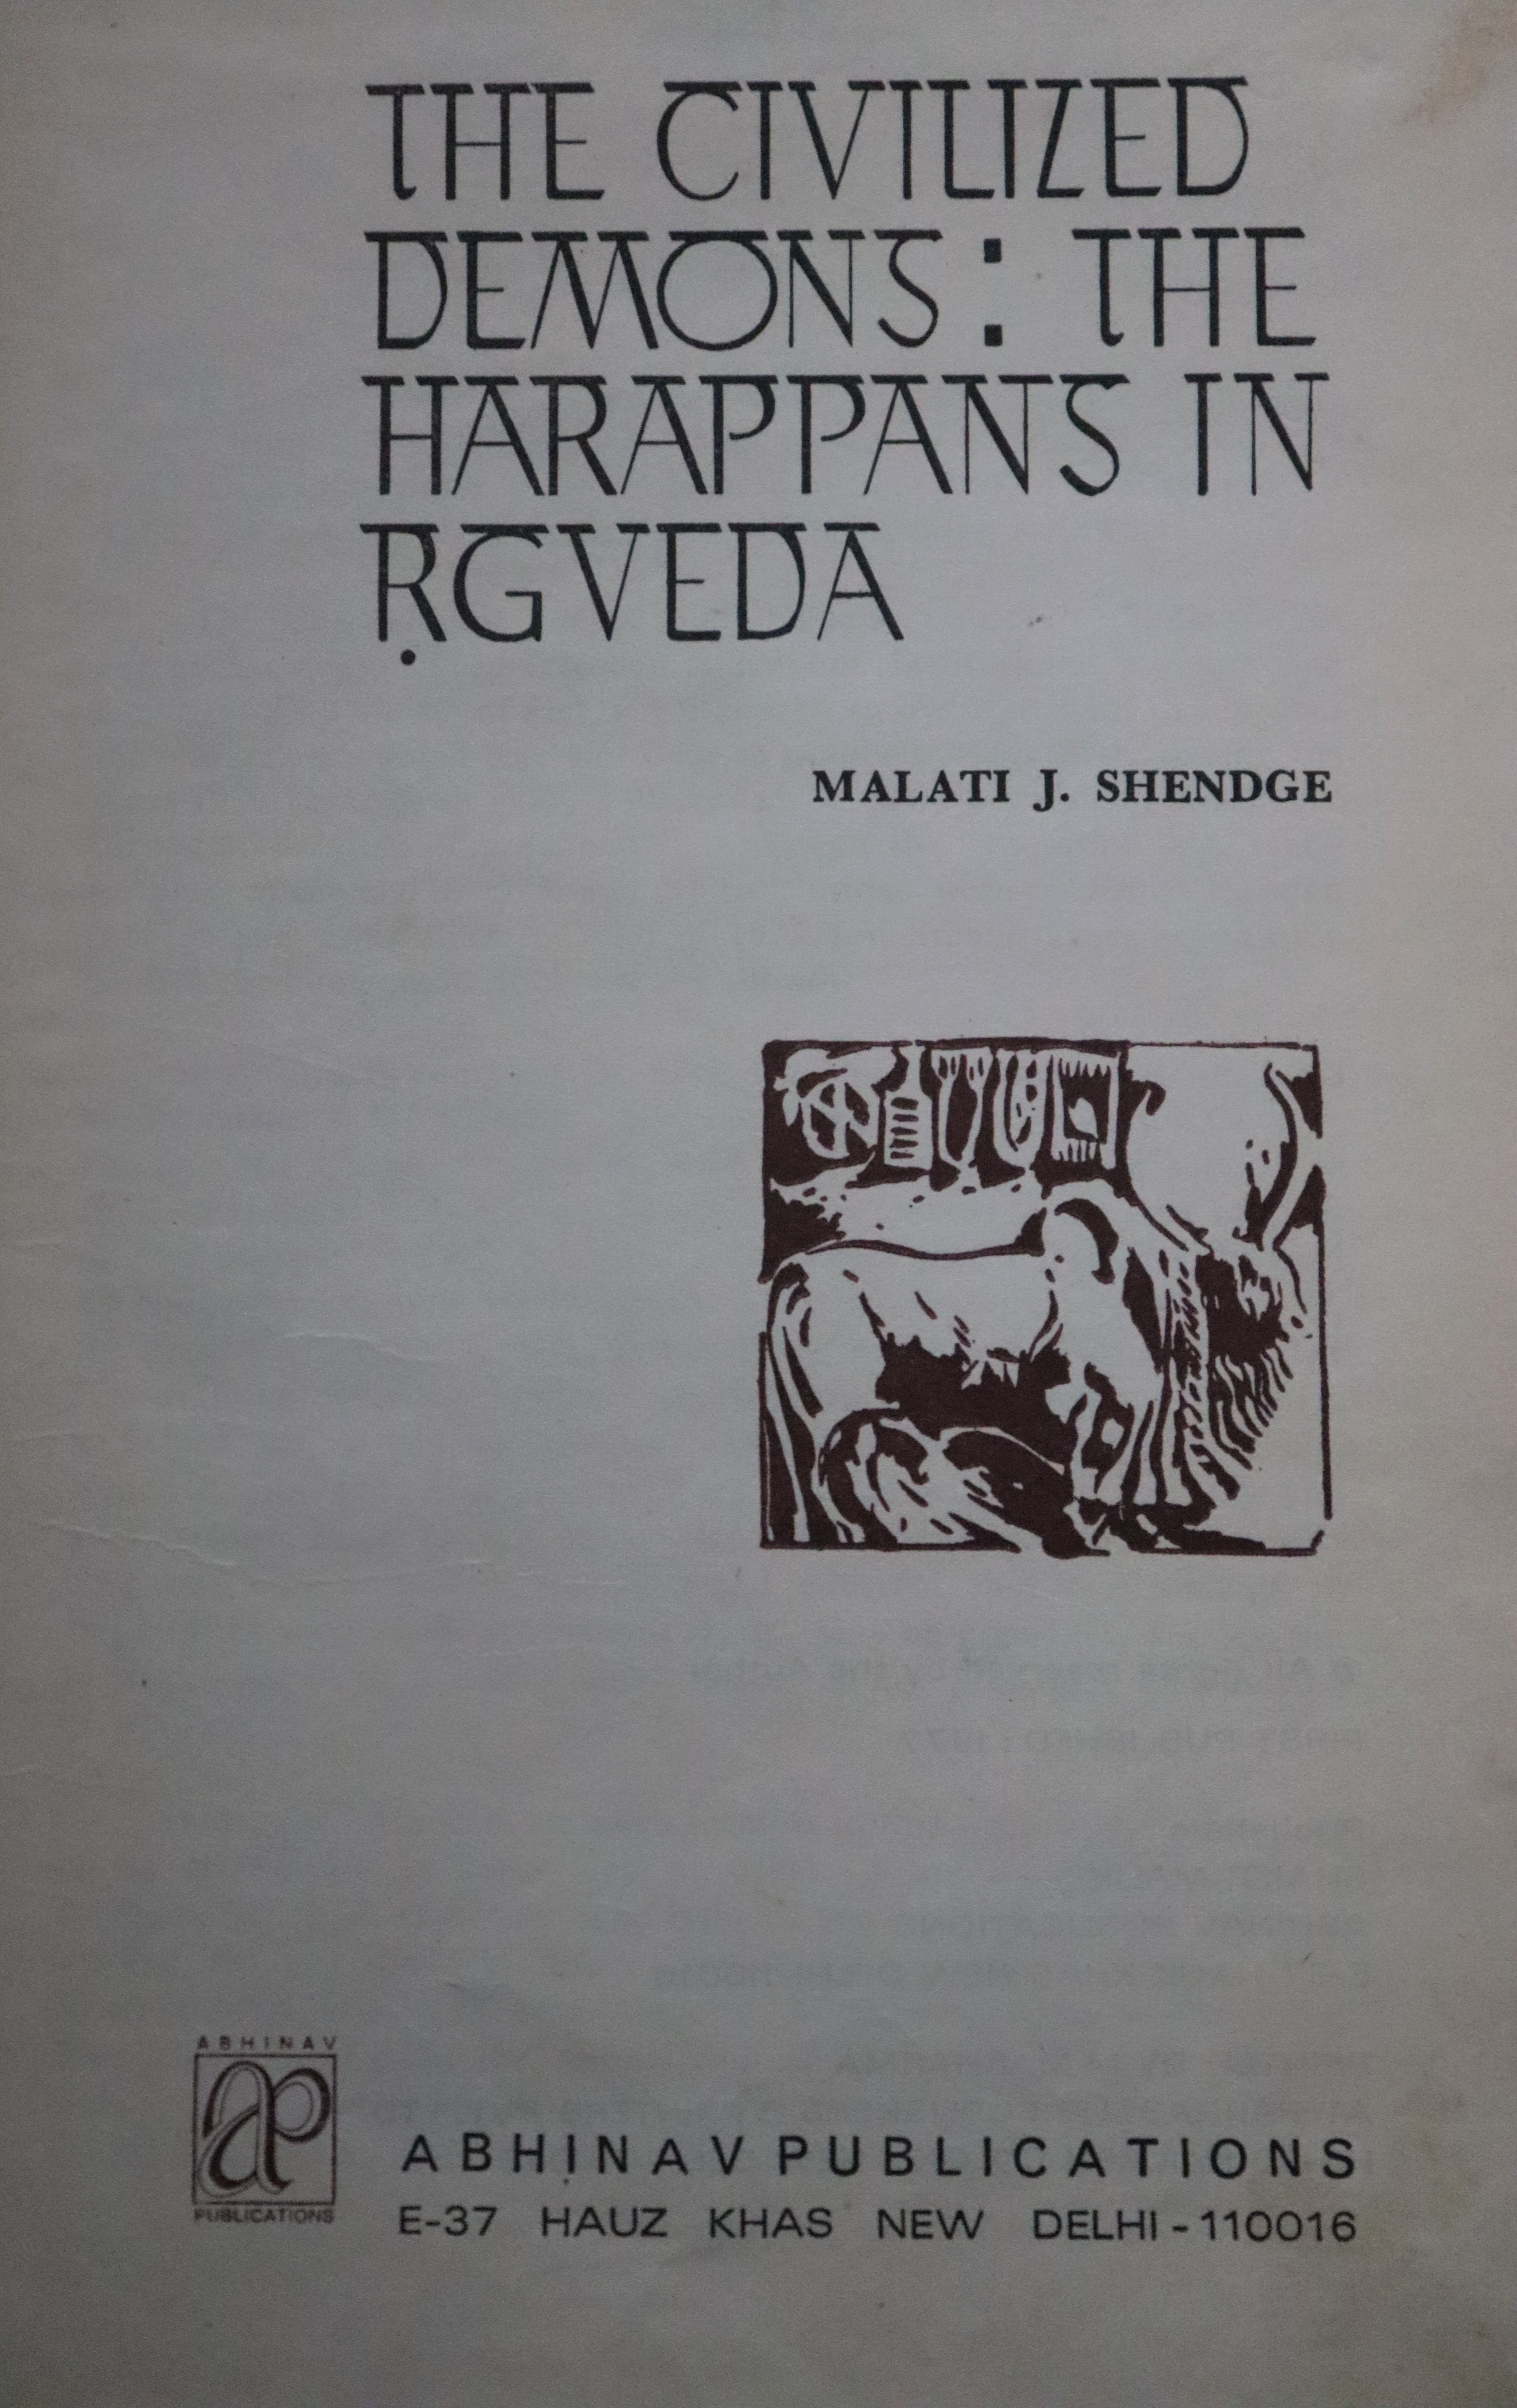 THE CIVILIZED
DEMONS : THE
HARAPPANS IN
ṚGVEDA
MALATI J. SHENDGE
ABHINAV
ap
PUBLICATIONS
ABHINAV PUBLICATIONS
E-37 HAUZ KHAS NEW DELHI - 110016